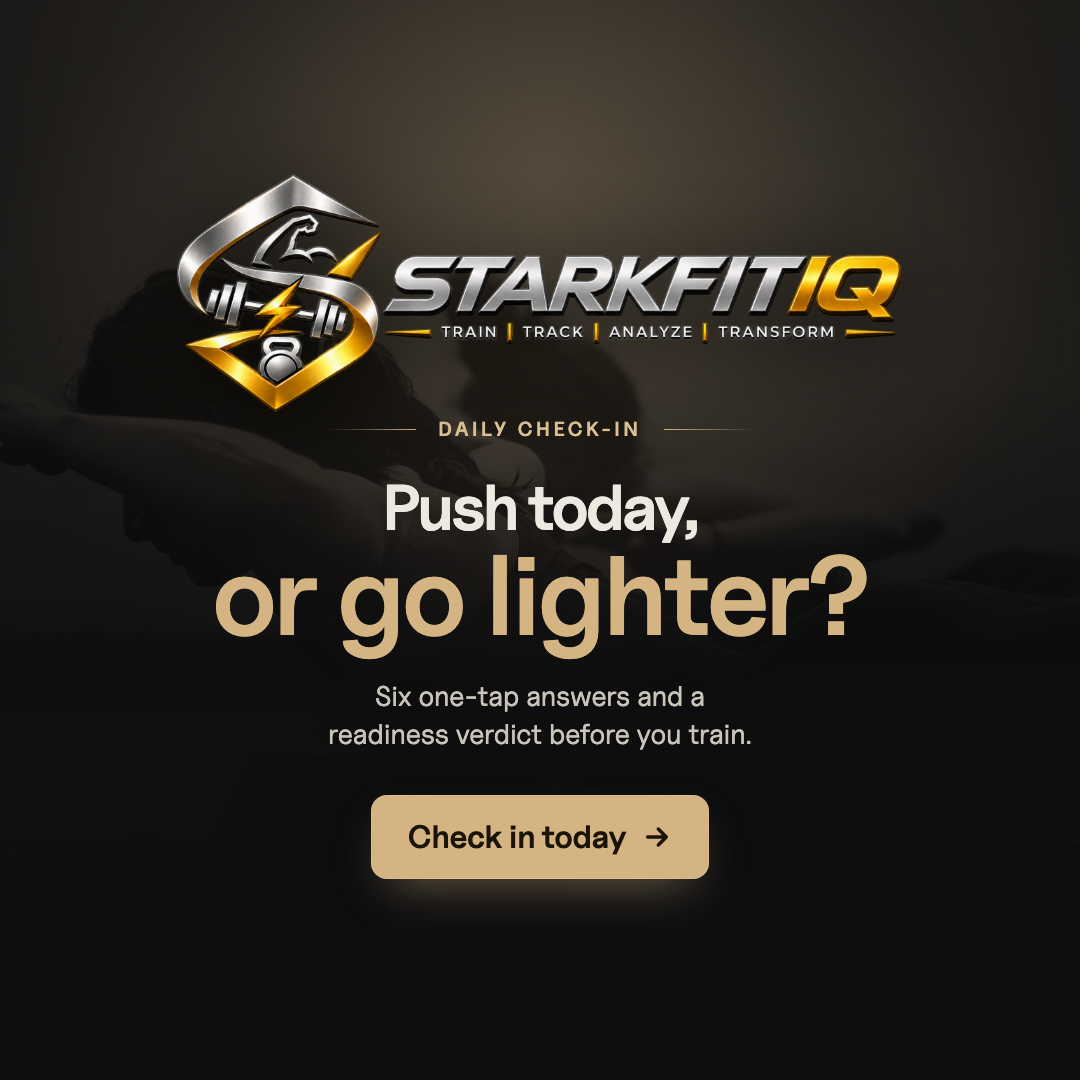 STARKFITIQ
TRAIN | TRACK | ANALYZE | TRANSFORM
DAILY CHECK-IN
Push today,
or go lighter?
Six one-tap answers and a
readiness verdict before you train.
Check in today →